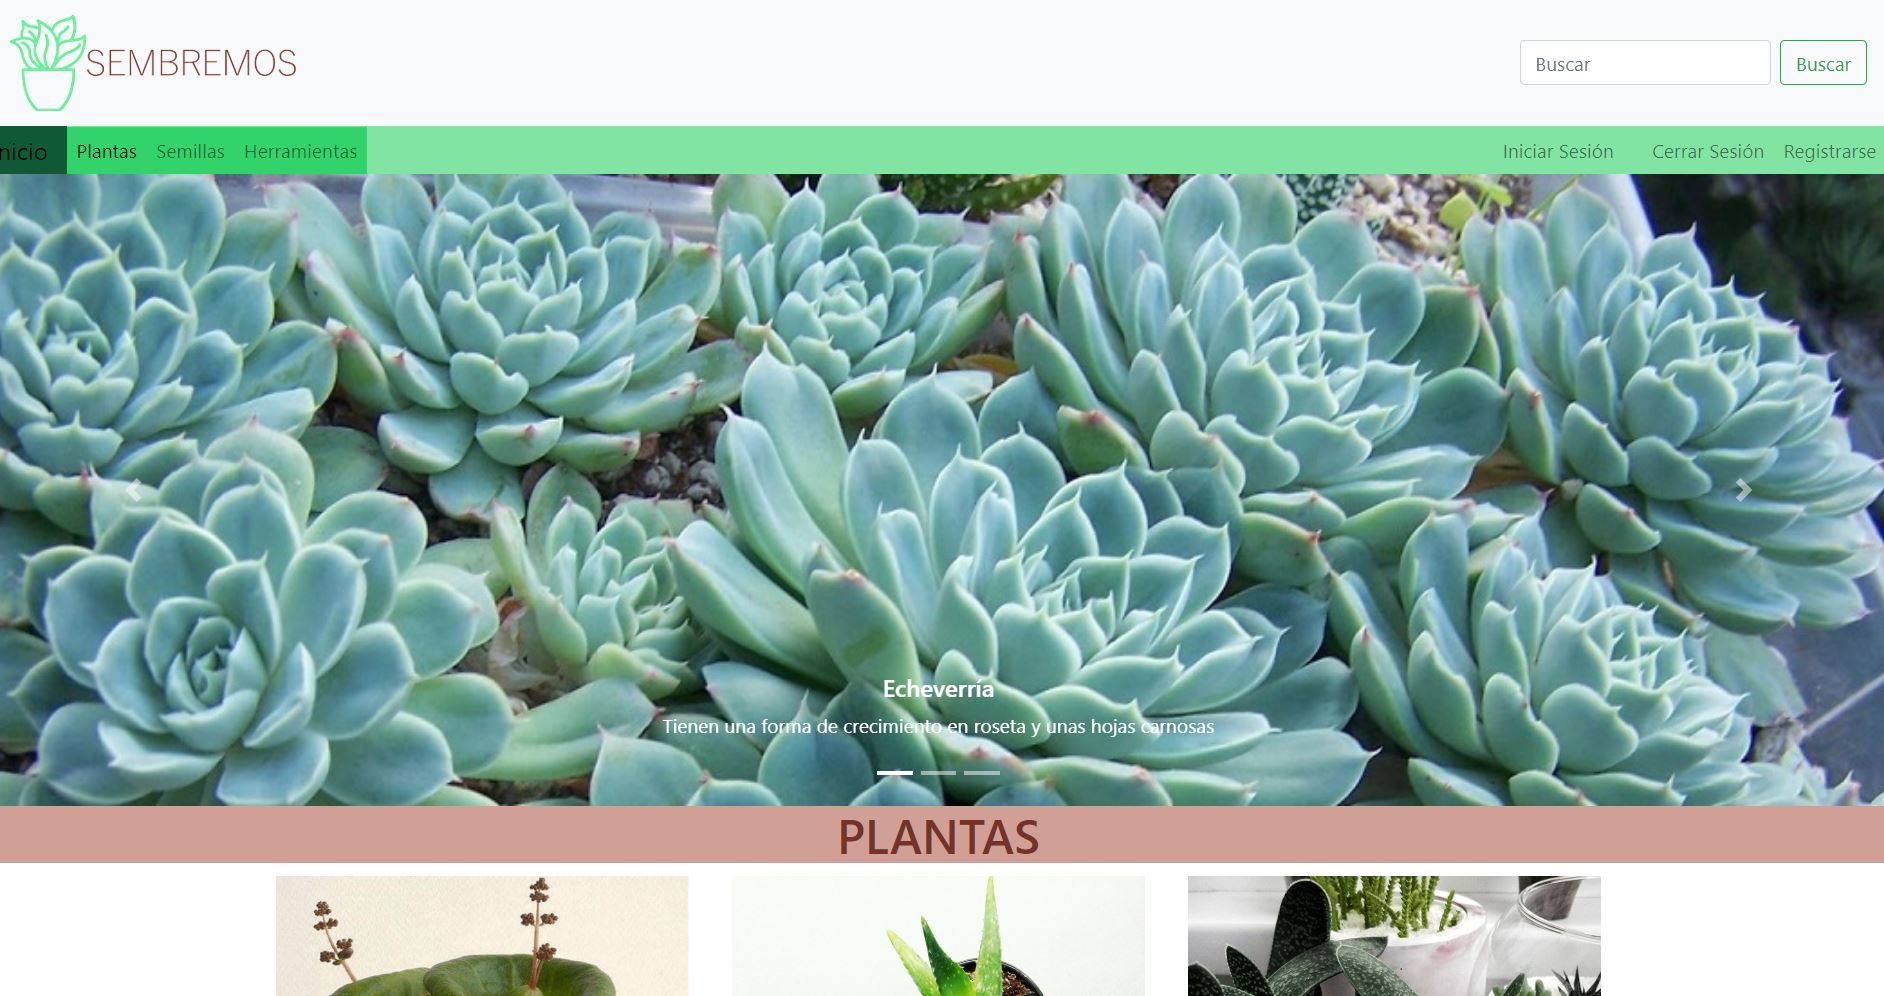 SEMBREMOS
Buscar
Buscar
nicio Plantas Semillas Herramientas Iniciar Sesión Cerrar Sesión Registrarse
Echeverría
Tienen una forma de crecimiento en roseta y unas hojas carnosas
PLANTAS